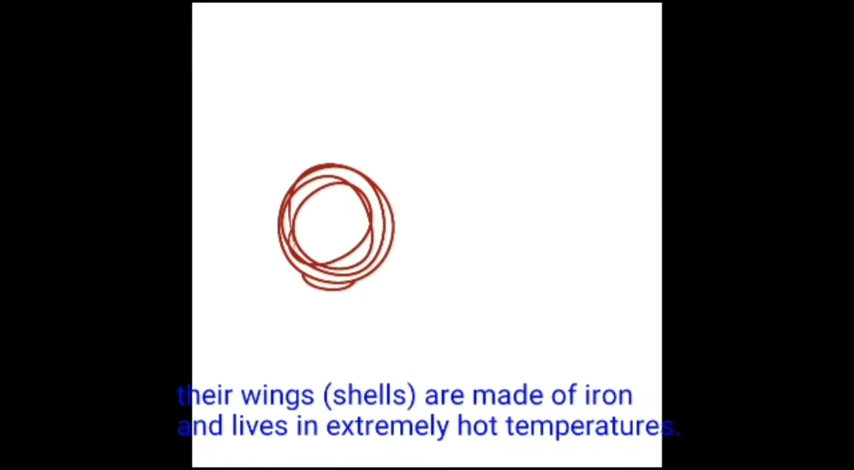 their wings (shells) are made of iron
and lives in extremely hot temperatures.